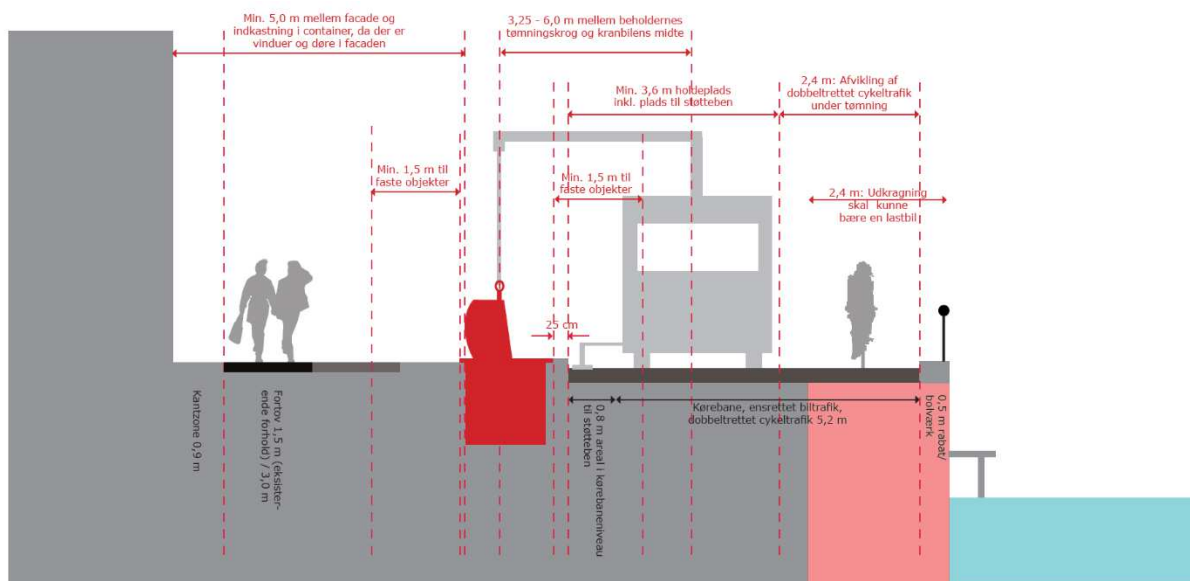 Min. 5,0 m mellem facade og
indkastning i container, da der er
vinduer og døre i facaden
3,25 - 6,0 m mellem beholdernes
tømningskrog og kranbilens midte
Min. 3,6 m holdeplads
inkl. plads til støtteben
2,4 m: Afvikling af
dobbeltrettet cykeltrafik
under tømning
Min. 1,5 m til
faste objekter
Min. 1,5 m til
faste objekter
2,4 m: Udkragning
skal kunne
bære en lastbil
25 cm
Kantzone 0,9 m
Fortov 1,5 m (eksister-
ende forhold) / 3,0 m
0,8 m areal i kørebaneniveau
til støtteben
Kørebane, ensrettet biltrafik,
dobbeltrettet cykeltrafik 5,2 m
0,5 m rabat/
bolværk